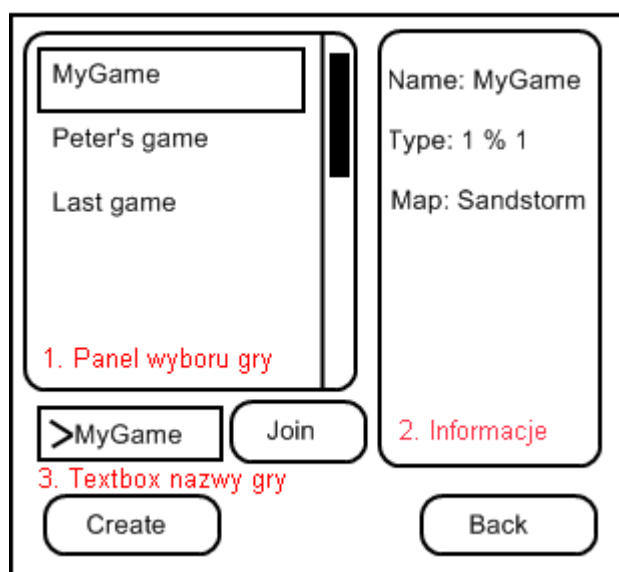 MyGame
Peter's game
Last game
1. Panel wyboru gry
Name: MyGame
Type: 1 % 1
Map: Sandstorm
2. Informacje
>MyGame
Join
3. Textbox nazwy gry
Create
Back